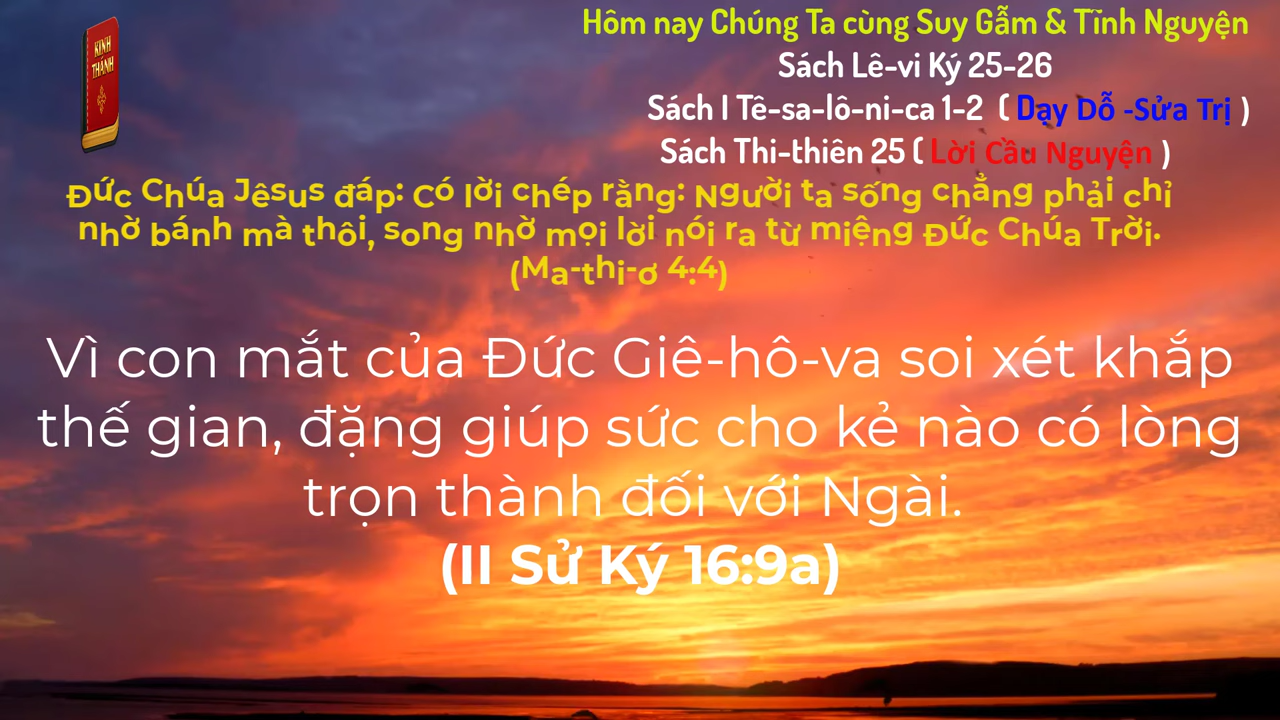 KINH
THÁNH
Hôm nay Chúng Ta cùng Suy Gẫm & Tĩnh Nguyện
Sách Lê-vi Ký 25-26
Sách I Tê-sa-lô-ni-ca 1-2 ( Dạy Dỗ -Sửa Trị )
Sách Thi-thiên 25 ( Lời Cầu Nguyện )
Đức Chúa Jêsus đáp: Có lời chép rằng: Người ta sống chẳng phải chỉ
nhờ bánh mà thôi, song nhờ mọi lời nói ra từ miệng Đức Chúa Trời.
(Ma-thi-ơ 4:4)
Vì con mắt của Đức Giê-hô-va soi xét khắp
thế gian, đặng giúp sức cho kẻ nào có lòng
trọn thành đối với Ngài.
(II Sử Ký 16:9a)